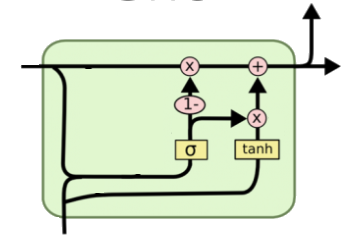 x +
1-
x
σ tanh